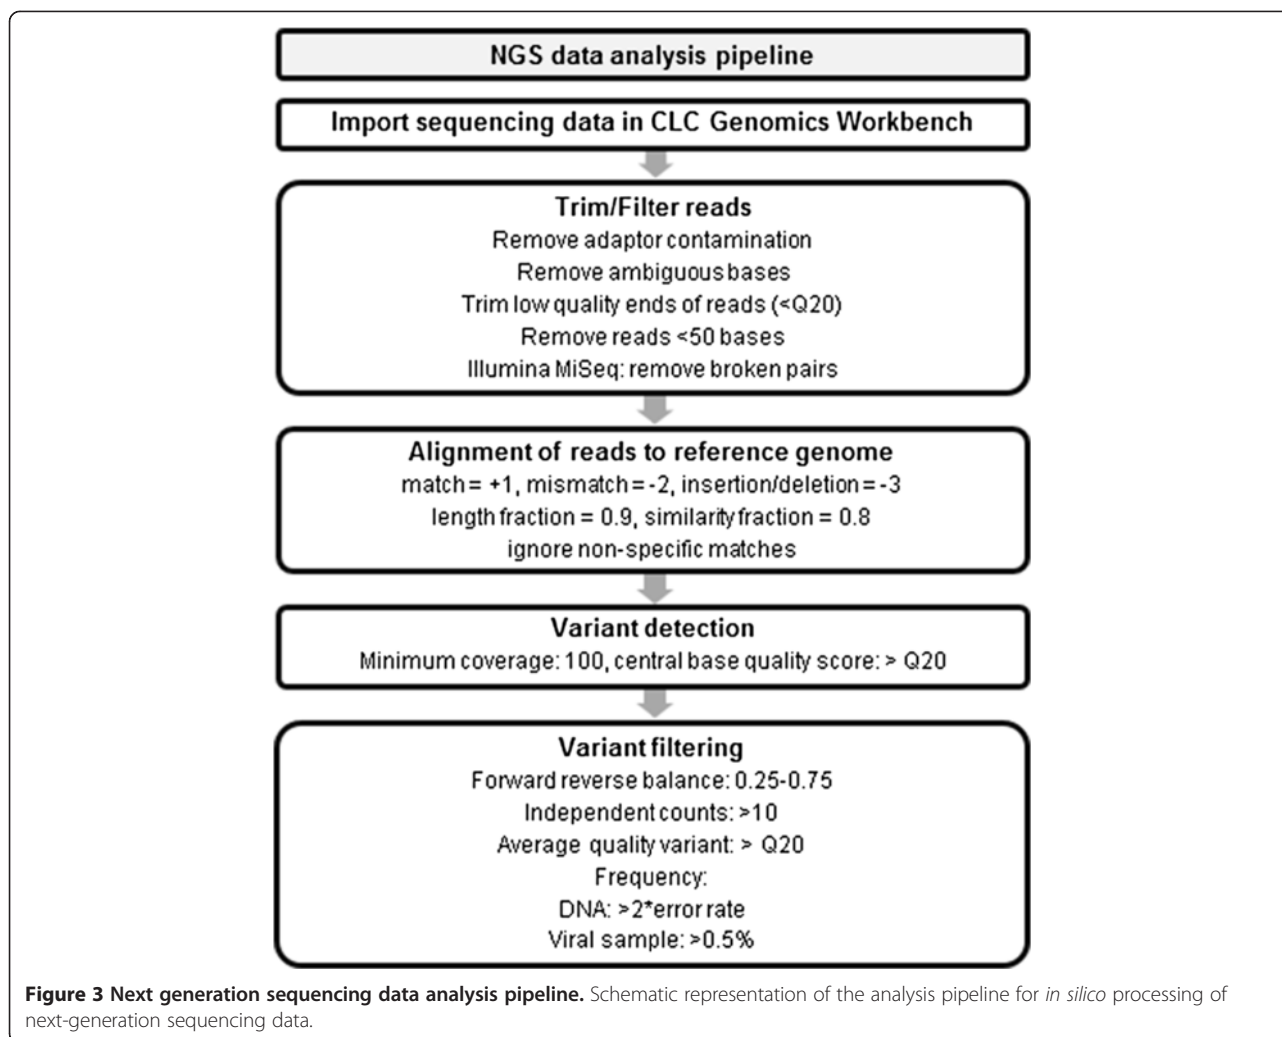 NGS data analysis pipeline
Import sequencing data in CLC Genomics Workbench
Trim/Filter reads
Remove adaptor contamination
Remove ambiguous bases
Trim low quality ends of reads (<Q20)
Remove reads <50 bases
Illumina MiSeq: remove broken pairs
Alignment of reads to reference genome
match = +1, mismatch = -2, insertion/deletion = -3
length fraction = 0.9, similarity fraction = 0.8
ignore non-specific matches
Variant detection
Minimum coverage: 100, central base quality score: > Q20
Variant filtering
Forward reverse balance: 0.25-0.75
Independent counts: >10
Average quality variant: > Q20
Frequency:
DNA: >2*error rate
Viral sample: >0.5%
Figure 3 Next generation sequencing data analysis pipeline. Schematic representation of the analysis pipeline for in silico processing of
next-generation sequencing data.